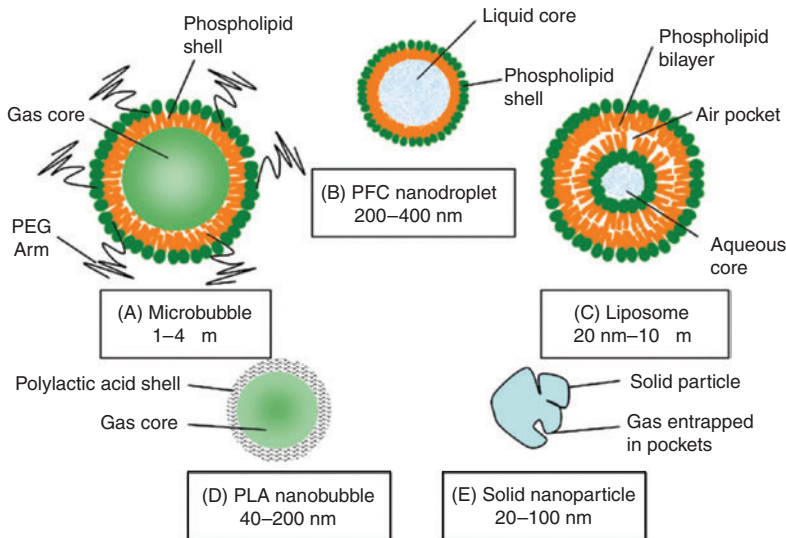 Phospholipid
shell
Gas core
PEG
Arm
(A) Microbubble
1–4 m
Liquid core
Phospholipid
shell
(B) PFC nanodroplet
200–400 nm
Phospholipid
bilayer
Air pocket
Aqueous
core
(C) Liposome
20 nm–10 m
Polylactic acid shell
Gas core
(D) PLA nanobubble
40–200 nm
Solid particle
Gas entrapped
in pockets
(E) Solid nanoparticle
20–100 nm